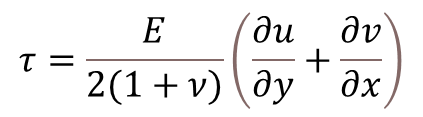 τ = E / 2(1 + ν) (∂u/∂y + ∂v/∂x)